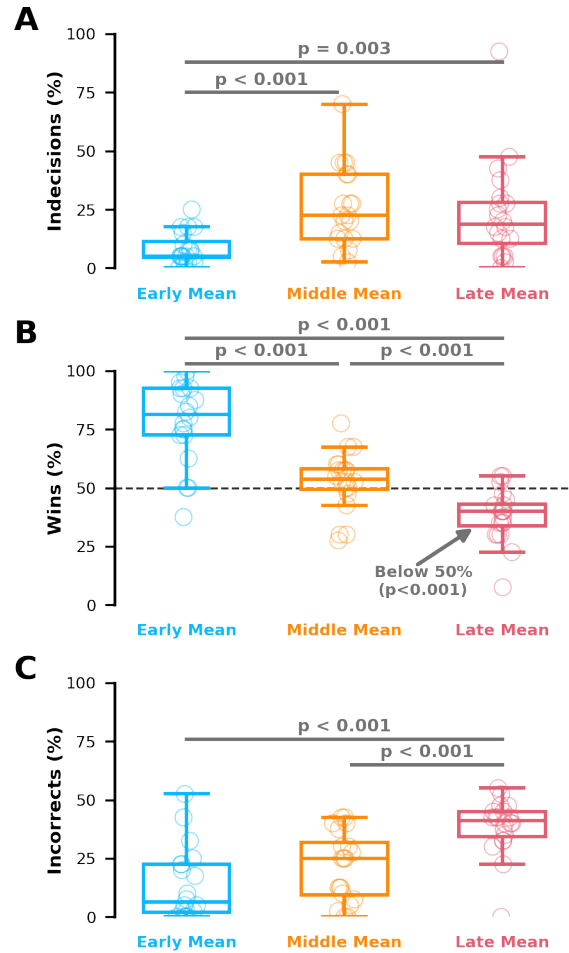 A
100
p = 0.003
p < 0.001
75
50
25
0
Indecisions (%)
Early Mean Middle Mean Late Mean
B
p < 0.001
p < 0.001 p < 0.001
100
75
50
25
0
Wins (%)
Below 50%
(p<0.001)
Early Mean Middle Mean Late Mean
C
100
p < 0.001
75
p < 0.001
50
25
0
Incorrects (%)
Early Mean Middle Mean Late Mean